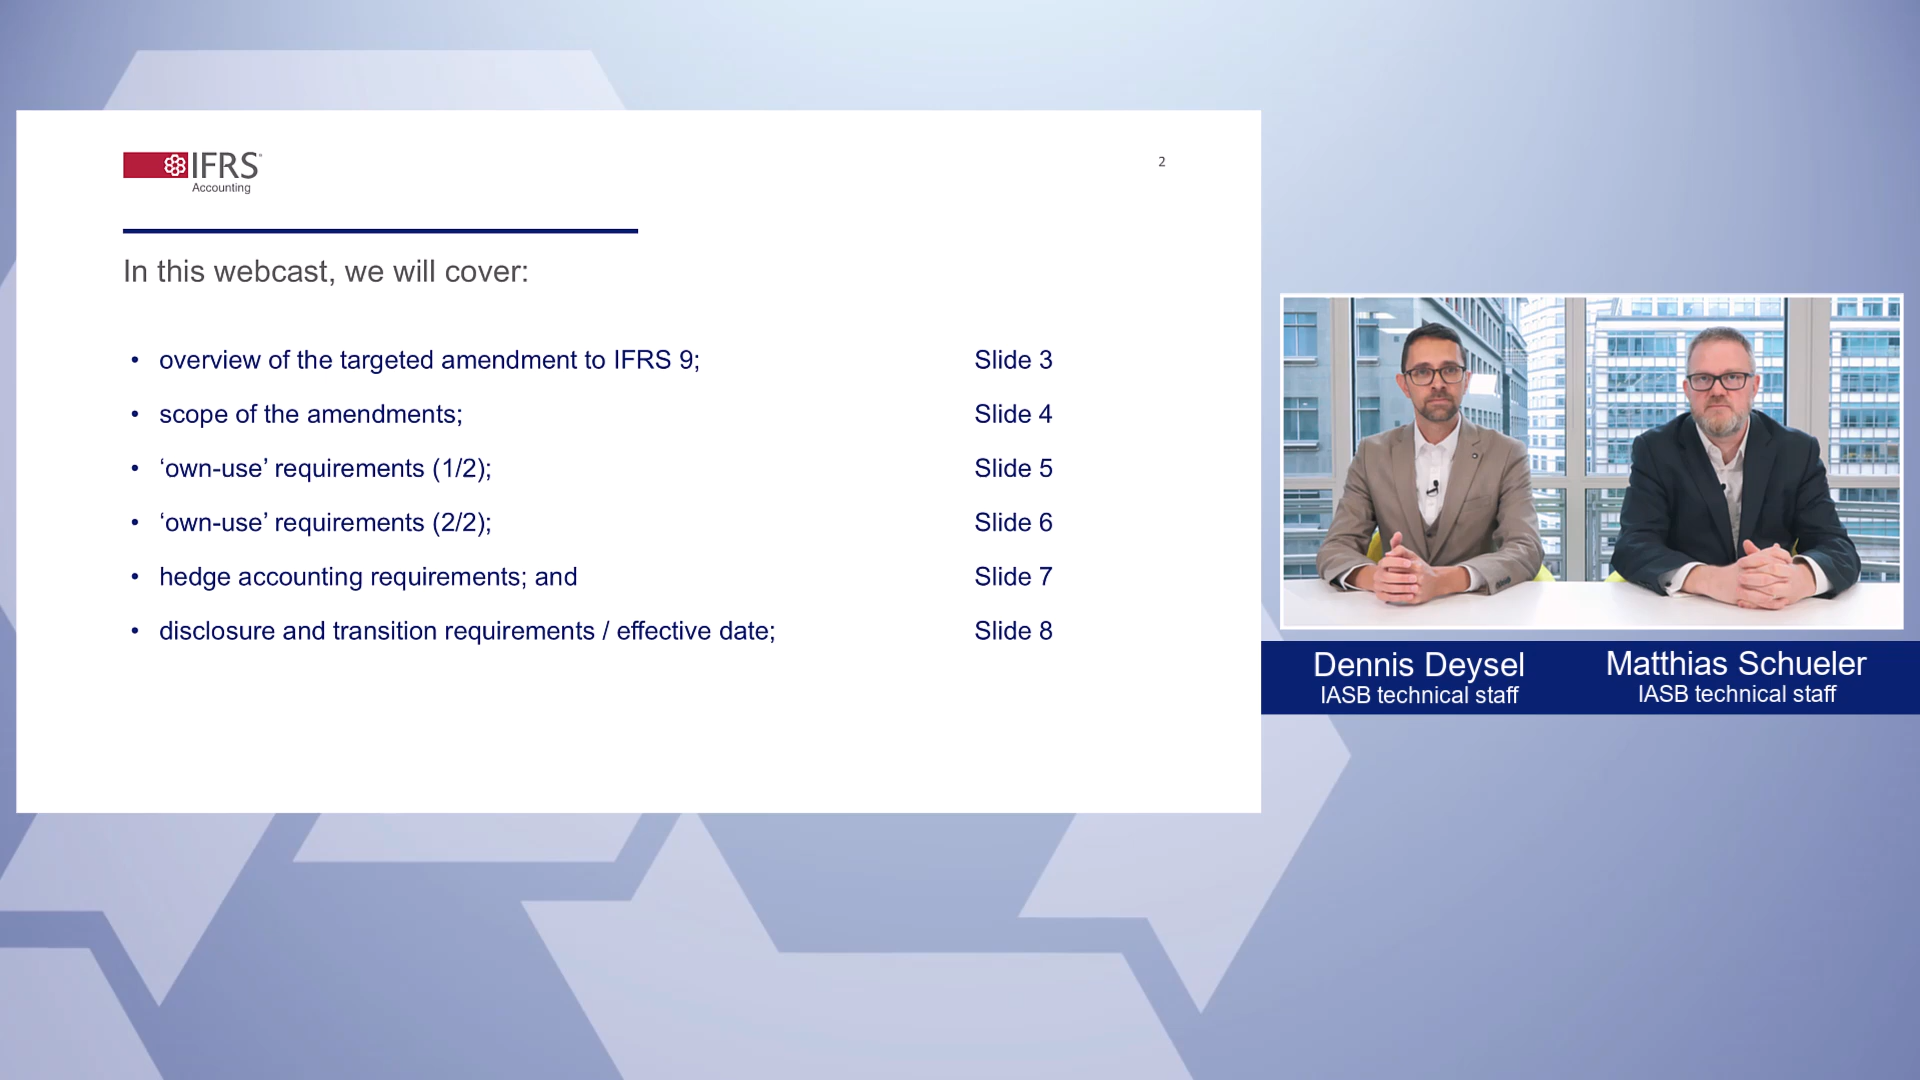 IFRS
Accounting
2
In this webcast, we will cover:
• overview of the targeted amendment to IFRS 9; Slide 3
• scope of the amendments; Slide 4
• ‘own-use’ requirements (1/2); Slide 5
• ‘own-use’ requirements (2/2); Slide 6
• hedge accounting requirements; and Slide 7
• disclosure and transition requirements / effective date; Slide 8
Dennis Deysel
IASB technical staff
Matthias Schueler
IASB technical staff